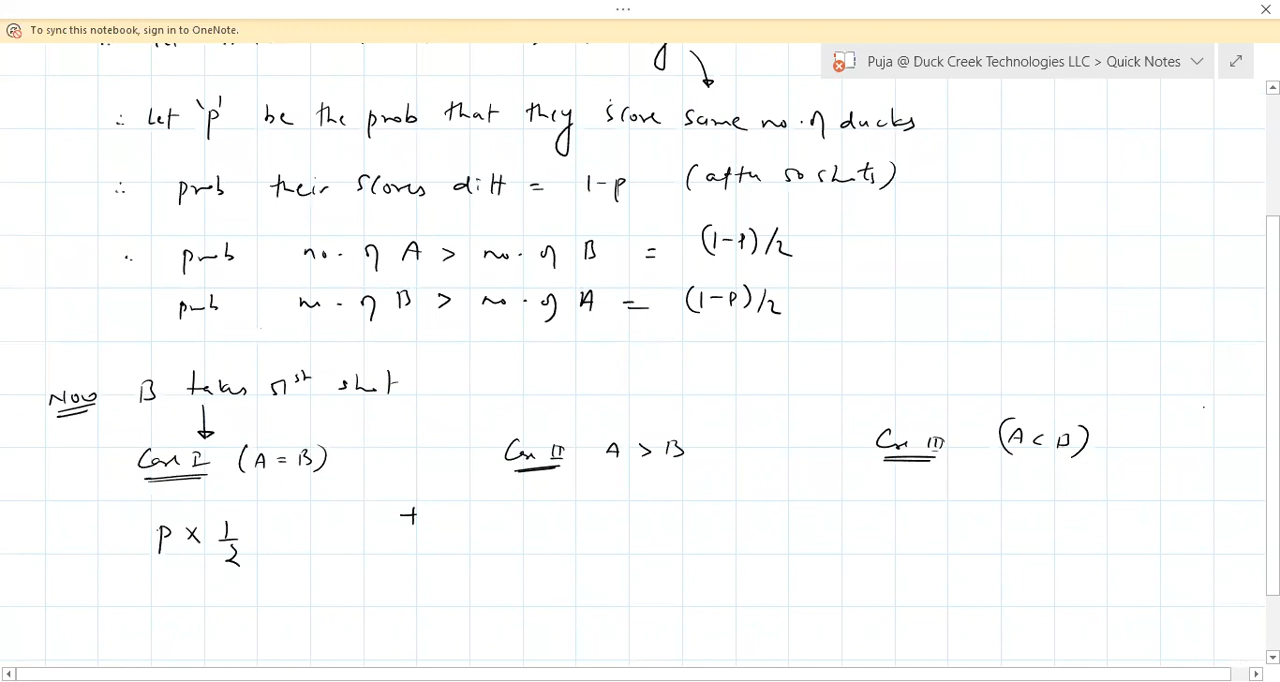 To sync this notebook, sign in to OneNote.
Puja @ Duck Creek Technologies LLC > Quick Notes
∴ Let 'p' be the prob that they score same no. of ducks
∴ prob their scores diff = 1-p (after 50 shots)
∴ prob no. of A > no. of B = (1-p)/2
prob no. of B > no. of A = (1-p)/2
Now B takes 51st shot
Case I (A = B)
Case II A > B
Case III (A < B)
p × 1/2 +